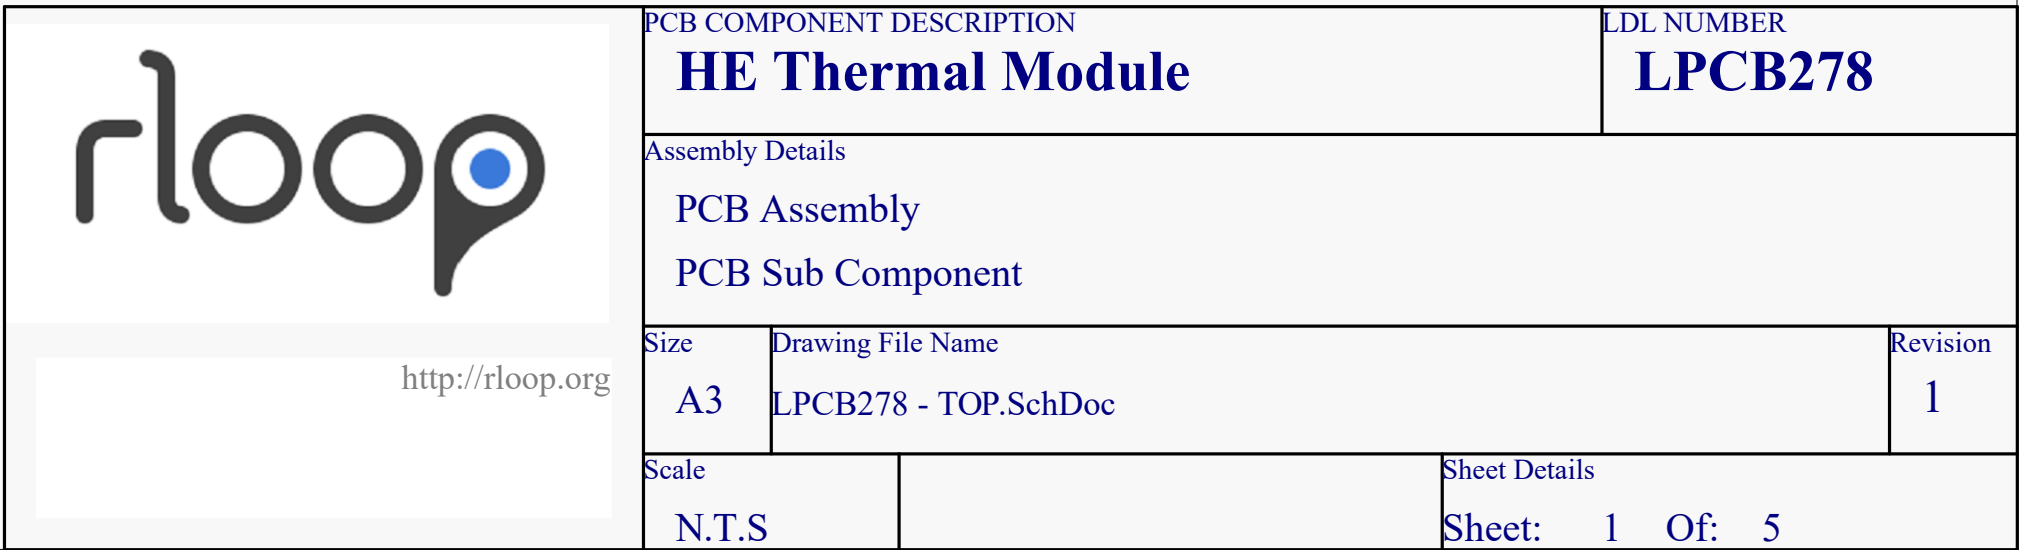 rloop
http://rloop.org
PCB COMPONENT DESCRIPTION
HE Thermal Module
LDL NUMBER
LPCB278
Assembly Details
PCB Assembly
PCB Sub Component
Size
A3
Drawing File Name
LPCB278 - TOP.SchDoc
Revision
1
Scale
N.T.S
Sheet Details
Sheet: 1 Of: 5